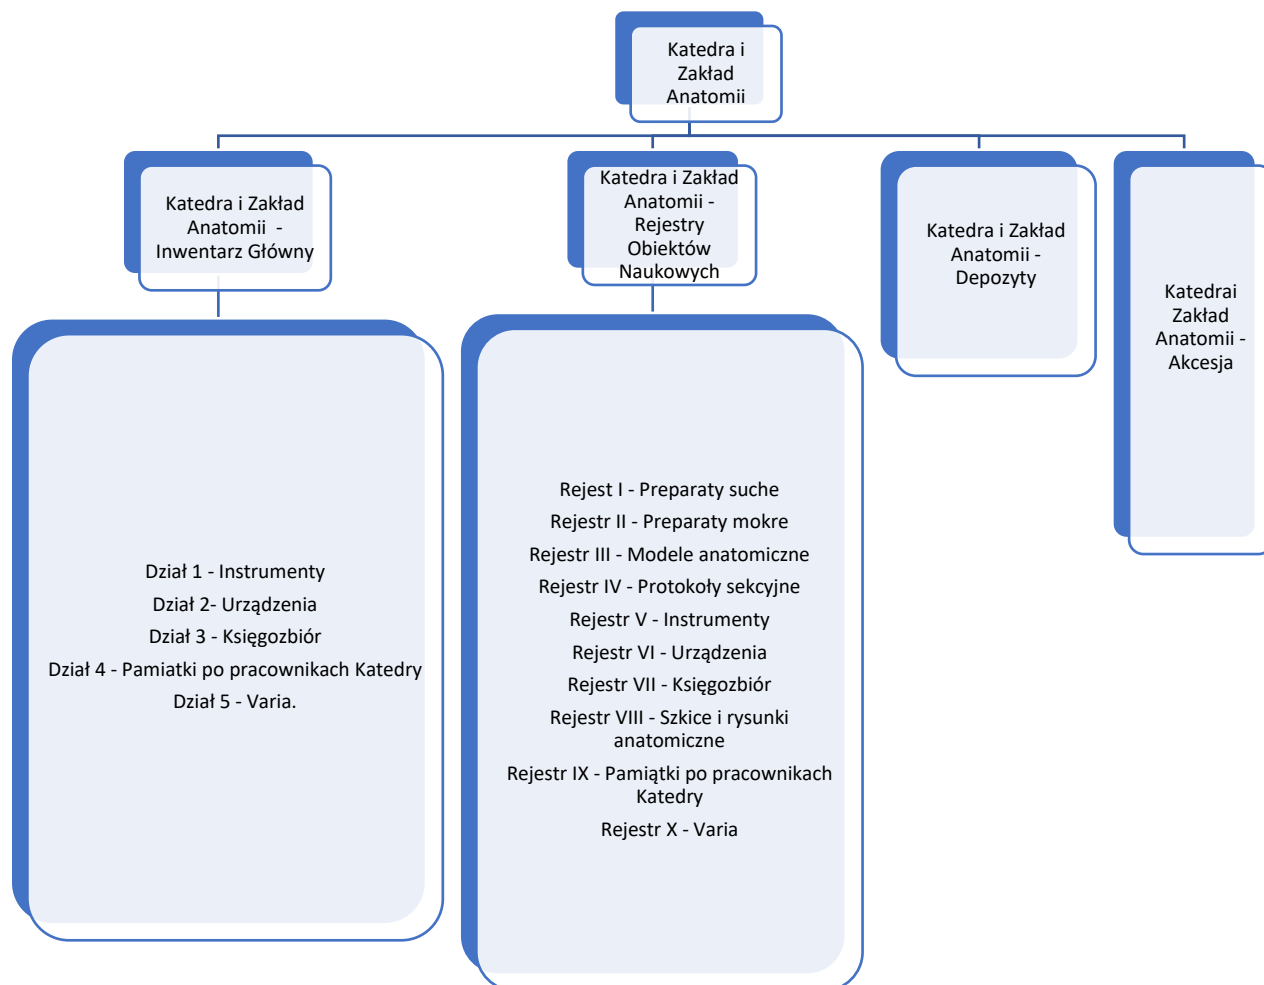 Katedra i
Zakład
Anatomii
Katedra i Zakład
Anatomii -
Inwentarz Główny
Katedra i Zakład
Anatomii -
Rejestry
Obiektów
Naukowych
Katedra i Zakład
Anatomii -
Depozyty
Katedrai
Zakład
Anatomii -
Akcesja
Dział 1 - Instrumenty
Dział 2- Urządzenia
Dział 3 - Księgozbiór
Dział 4 - Pamiatki po pracownikach Katedry
Dział 5 - Varia.
Rejest I - Preparaty suche
Rejestr II - Preparaty mokre
Rejestr III - Modele anatomiczne
Rejestr IV - Protokoły sekcyjne
Rejestr V - Instrumenty
Rejestr VI - Urządzenia
Rejestr VII - Księgozbiór
Rejestr VIII - Szkice i rysunki
anatomiczne
Rejestr IX - Pamiątki po pracownikach
Katedry
Rejestr X - Varia